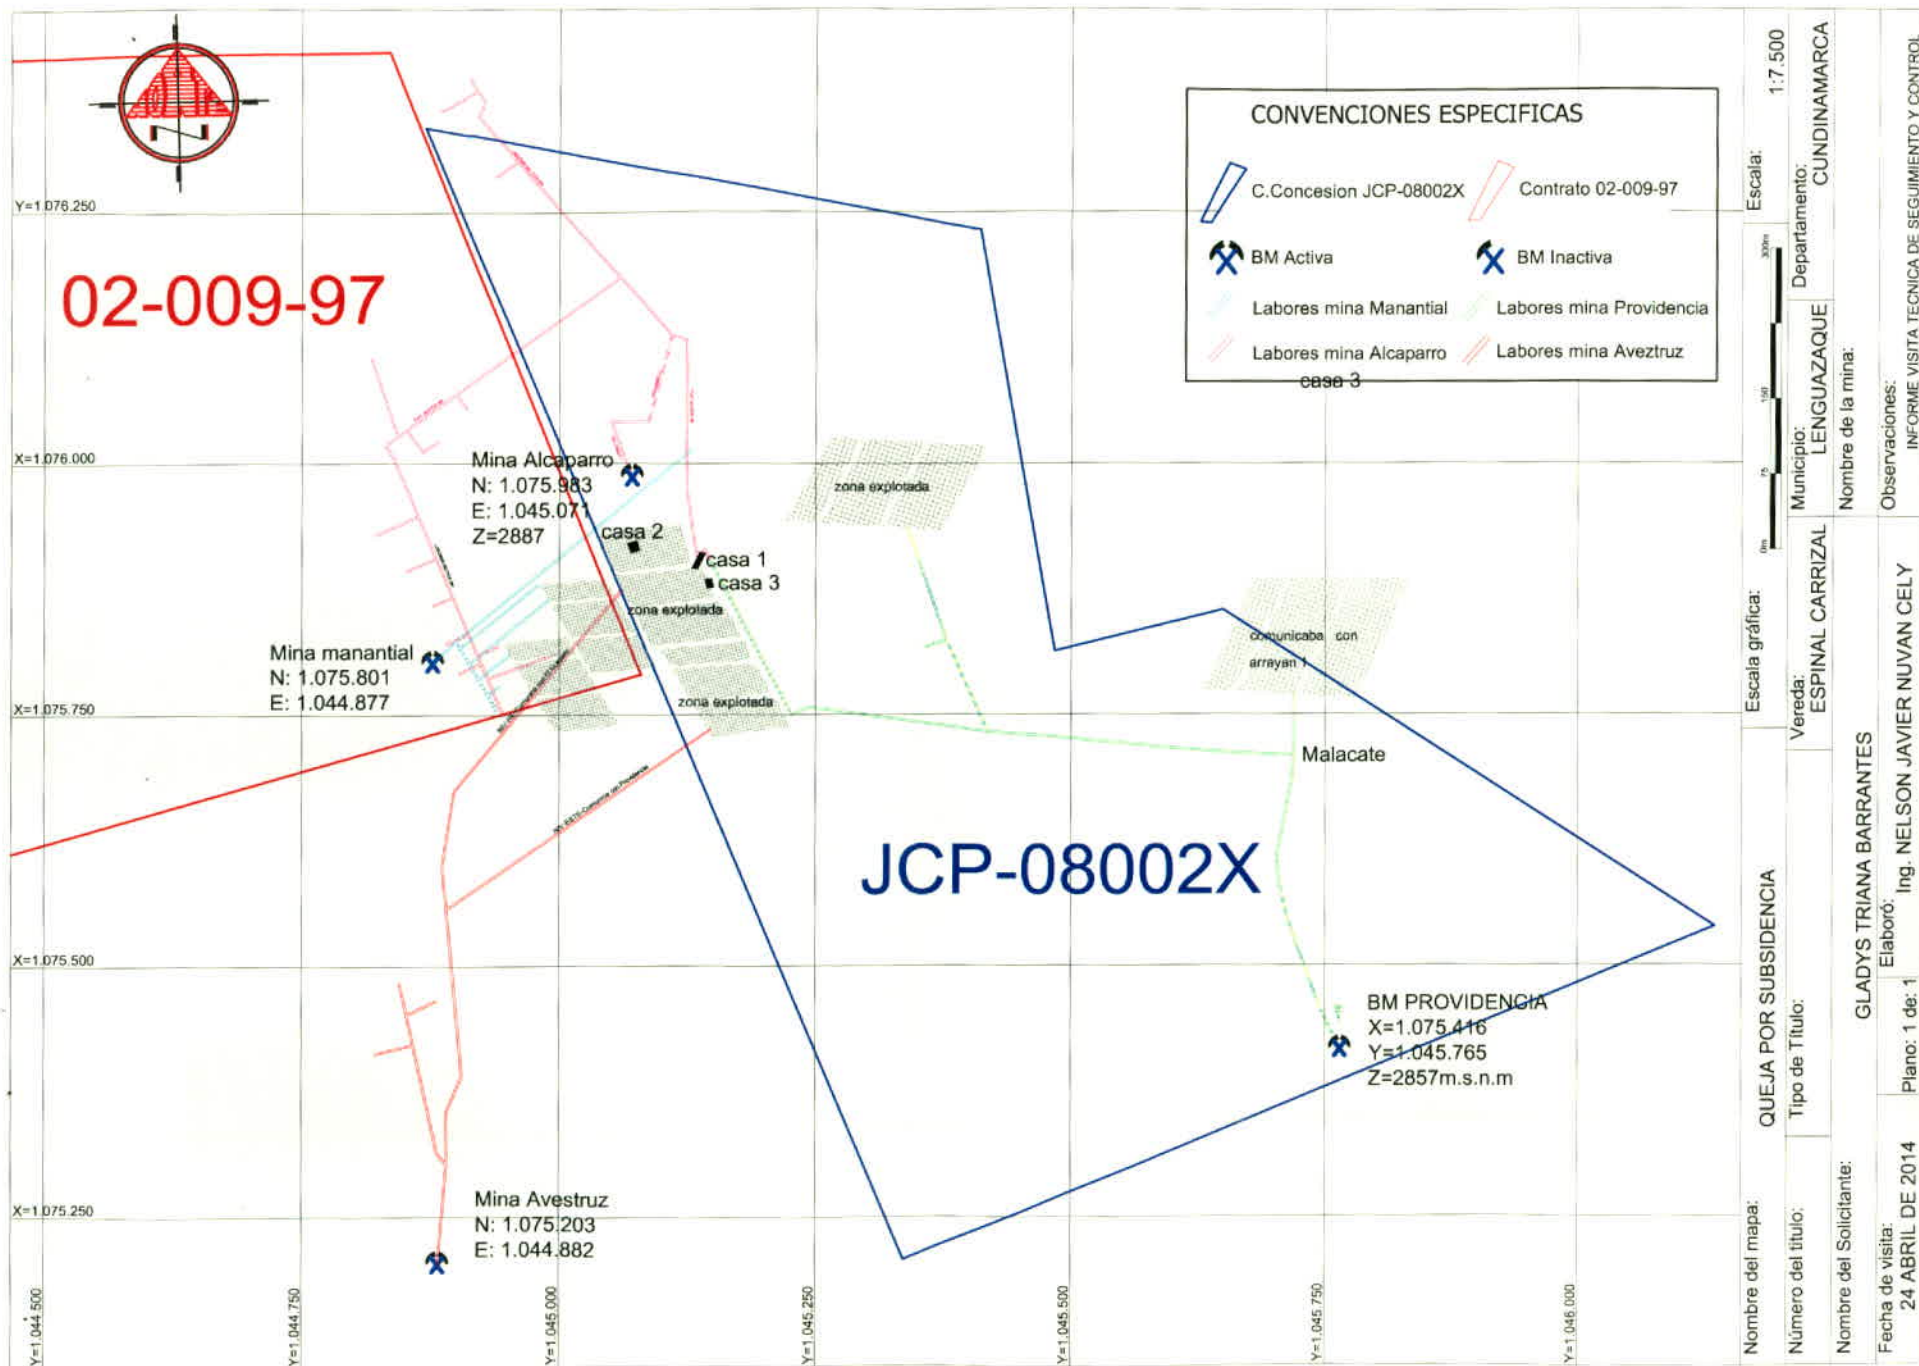 CONVENCIONES ESPECIFICAS
C.Concesion JCP-08002X
Contrato 02-009-97
BM Activa
BM Inactiva
Labores mina Manantial
Labores mina Providencia
Labores mina Alcaparro
Labores mina Aveztruz
casa 3
Y=1.076.250
02-009-97
X=1.076.000
Mina Alcaparro
N: 1.075.983
E: 1.045.071
Z=2887
zona explotada
casa 2
casa 1
casa 3
zona explotada
comunicaba con
arrayan 1
Mina manantial
N: 1.075.801
E: 1.044.877
zona explotada
X=1.075.750
Malacate
JCP-08002X
X=1.075.500
BM PROVIDENCIA
X=1.075.416
Y=1.045.765
Z=2857m.s.n.m
Mina Avestruz
N: 1.075.203
E: 1.044.882
X=1.075.250
Y=1.044.500
Y=1.044.750
Y=1.045.000
Y=1.045.250
Y=1.045.500
Y=1.045.750
Y=1.046.000
Nombre del mapa:
QUEJA POR SUBSIDENCIA
Escala gráfica:
0m 75 150 300m
Escala:
1:7.500
Número del titulo:
Tipo de Título:
Vereda:
ESPINAL CARRIZAL
Municipio:
LENGUAZAQUE
Departamento:
CUNDINAMARCA
Nombre del Solicitante:
GLADYS TRIANA BARRANTES
Nombre de la mina:
Fecha de visita:
24 ABRIL DE 2014
Plano: 1 de: 1
Elaboró:
Ing. NELSON JAVIER NUVAN CELY
Observaciones:
INFORME VISITA TECNICA DE SEGUIMIENTO Y CONTROL